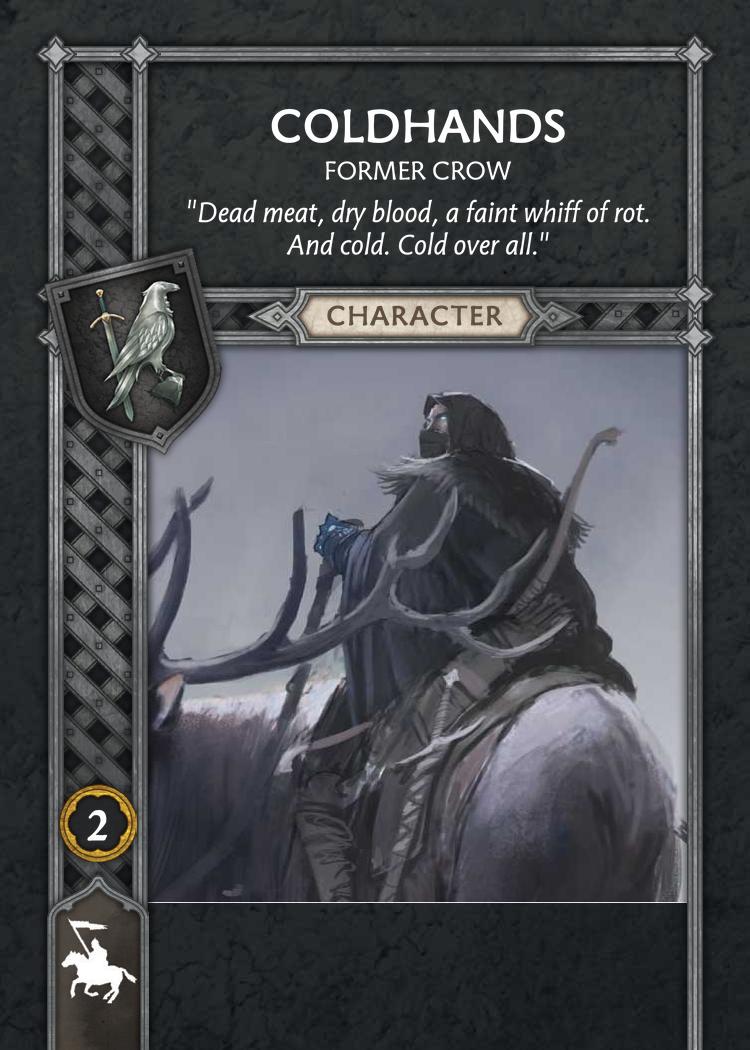 COLDHANDS
FORMER CROW
"Dead meat, dry blood, a faint whiff of rot.
And cold. Cold over all."
CHARACTER
2